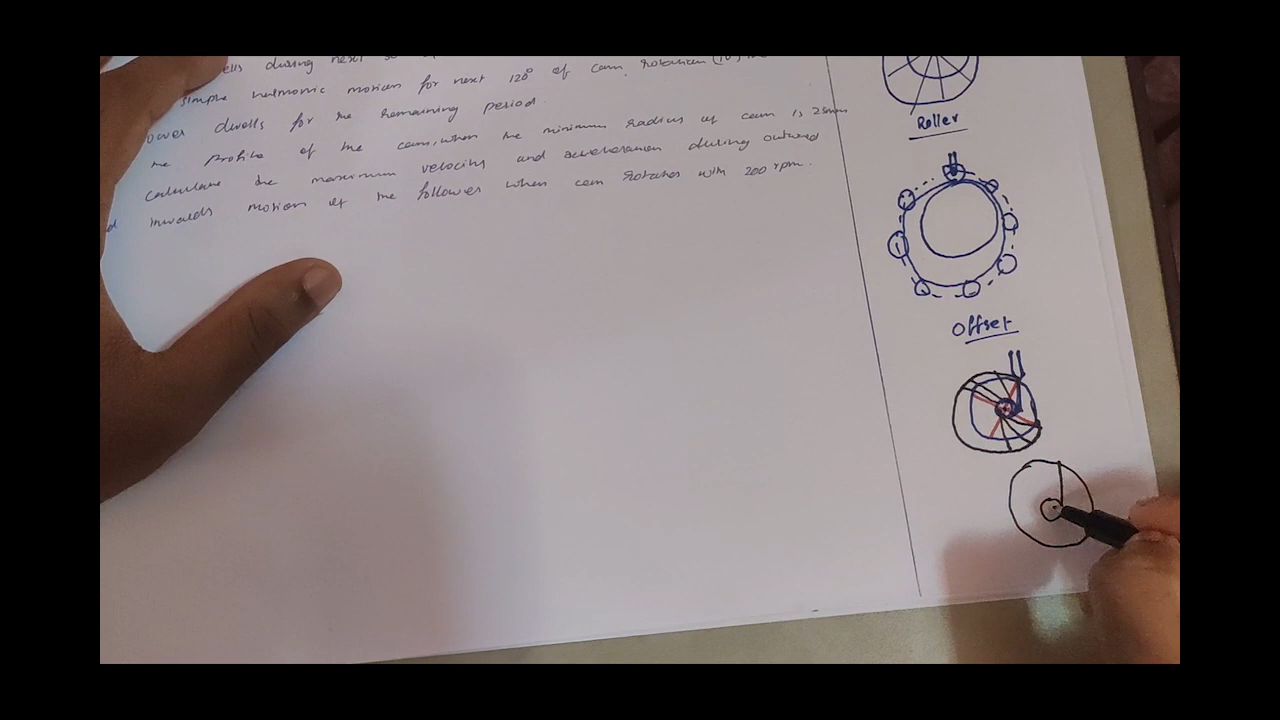 during next
simple harmonic motion for next 120° of cam rotation
dwells for the remaining period.
the profile of the cam, when the minimum radius of cam is 25mm
calculate the maximum velocity and acceleration during outward
inwards motion of the follower when cam rotates with 200 rpm.
Roller
Offset